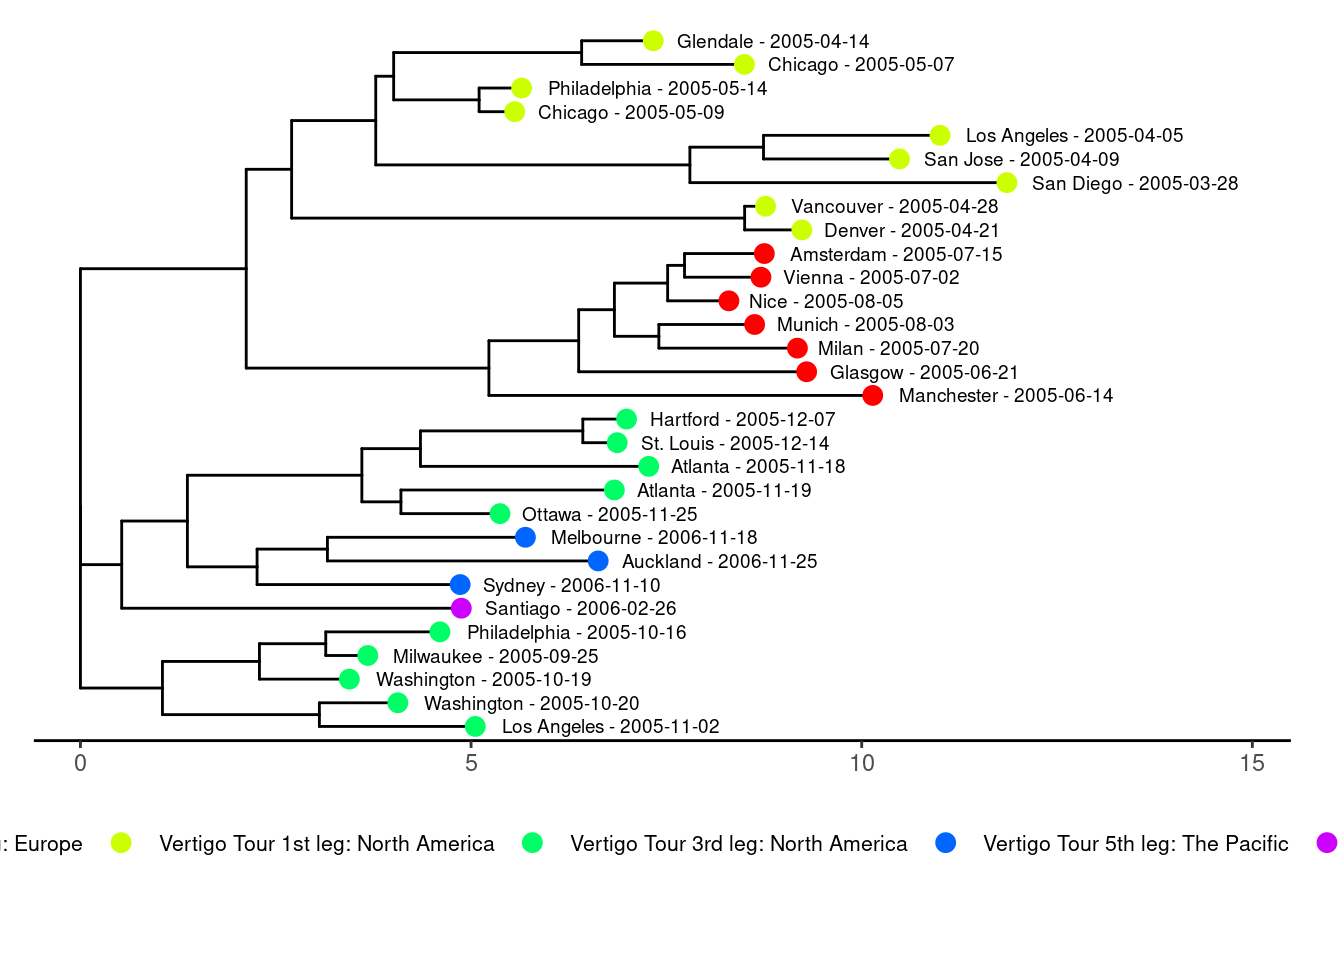 Glendale - 2005-04-14
Chicago - 2005-05-07
Philadelphia - 2005-05-14
Chicago - 2005-05-09
Los Angeles - 2005-04-05
San Jose - 2005-04-09
San Diego - 2005-03-28
Vancouver - 2005-04-28
Denver - 2005-04-21
Amsterdam - 2005-07-15
Vienna - 2005-07-02
Nice - 2005-08-05
Munich - 2005-08-03
Milan - 2005-07-20
Glasgow - 2005-06-21
Manchester - 2005-06-14
Hartford - 2005-12-07
St. Louis - 2005-12-14
Atlanta - 2005-11-18
Atlanta - 2005-11-19
Ottawa - 2005-11-25
Melbourne - 2006-11-18
Auckland - 2006-11-25
Sydney - 2006-11-10
Santiago - 2006-02-26
Philadelphia - 2005-10-16
Milwaukee - 2005-09-25
Washington - 2005-10-19
Washington - 2005-10-20
Los Angeles - 2005-11-02
0 5 10 15
: Europe Vertigo Tour 1st leg: North America Vertigo Tour 3rd leg: North America Vertigo Tour 5th leg: The Pacific